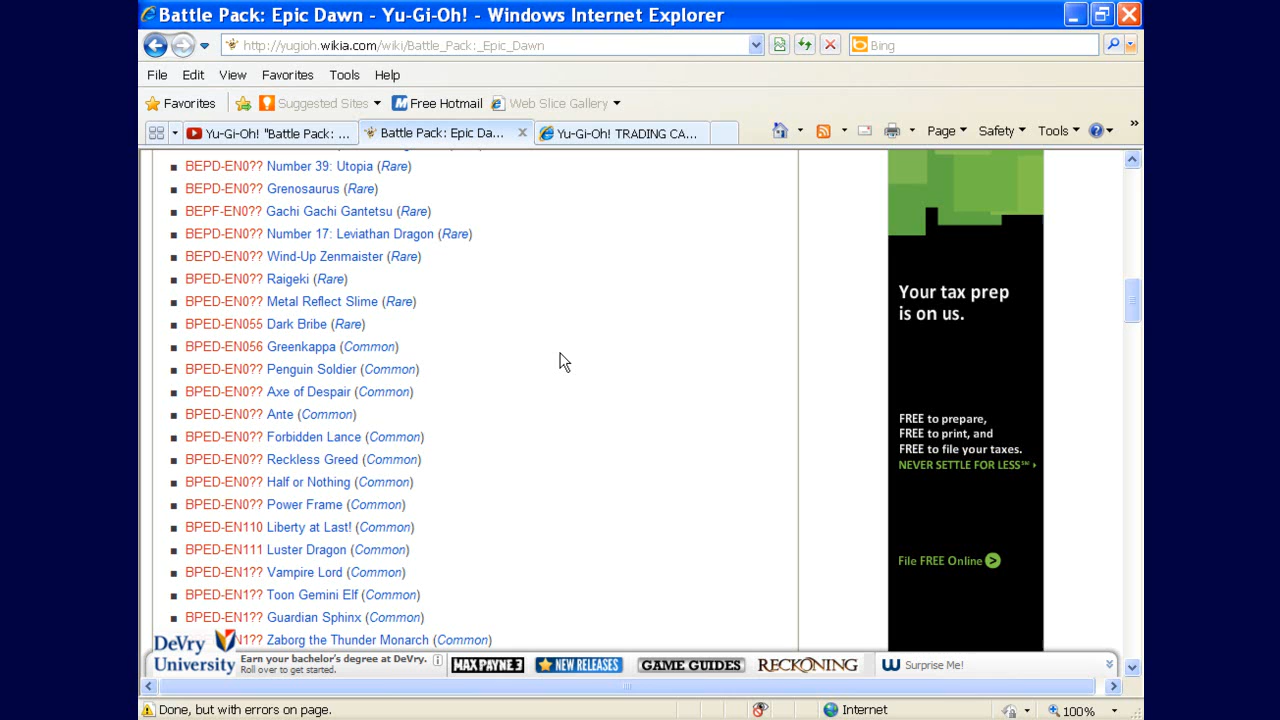 Battle Pack: Epic Dawn - Yu-Gi-Oh! - Windows Internet Explorer
http://yugioh.wikia.com/wiki/Battle_Pack:_Epic_Dawn
Bing
File Edit View Favorites Tools Help
Favorites Suggested Sites Free Hotmail Web Slice Gallery
Yu-Gi-Oh! "Battle Pack: ... Battle Pack: Epic Da... Yu-Gi-Oh! TRADING CA...
Page Safety Tools
BEPD-EN0?? Number 39: Utopia (Rare)
BEPD-EN0?? Grenosaurus (Rare)
BEPF-EN0?? Gachi Gachi Gantetsu (Rare)
BEPD-EN0?? Number 17: Leviathan Dragon (Rare)
BEPD-EN0?? Wind-Up Zenmaister (Rare)
BPED-EN0?? Raigeki (Rare)
BPED-EN0?? Metal Reflect Slime (Rare)
BPED-EN055 Dark Bribe (Rare)
BPED-EN056 Greenkappa (Common)
BPED-EN0?? Penguin Soldier (Common)
BPED-EN0?? Axe of Despair (Common)
BPED-EN0?? Ante (Common)
BPED-EN0?? Forbidden Lance (Common)
BPED-EN0?? Reckless Greed (Common)
BPED-EN0?? Half or Nothing (Common)
BPED-EN0?? Power Frame (Common)
BPED-EN110 Liberty at Last! (Common)
BPED-EN111 Luster Dragon (Common)
BPED-EN1?? Vampire Lord (Common)
BPED-EN1?? Toon Gemini Elf (Common)
BPED-EN1?? Guardian Sphinx (Common)
N1?? Zaborg the Thunder Monarch (Common)
Your tax prep
is on us.
FREE to prepare,
FREE to print, and
FREE to file your taxes.
NEVER SETTLE FOR LESS℠
File FREE Online
DeVry
University
Earn your bachelor's degree at DeVry.
Roll over to get started.
MAX PAYNE 3 NEW RELEASES GAME GUIDES RECKONING Surprise Me!
Done, but with errors on page. Internet 100%